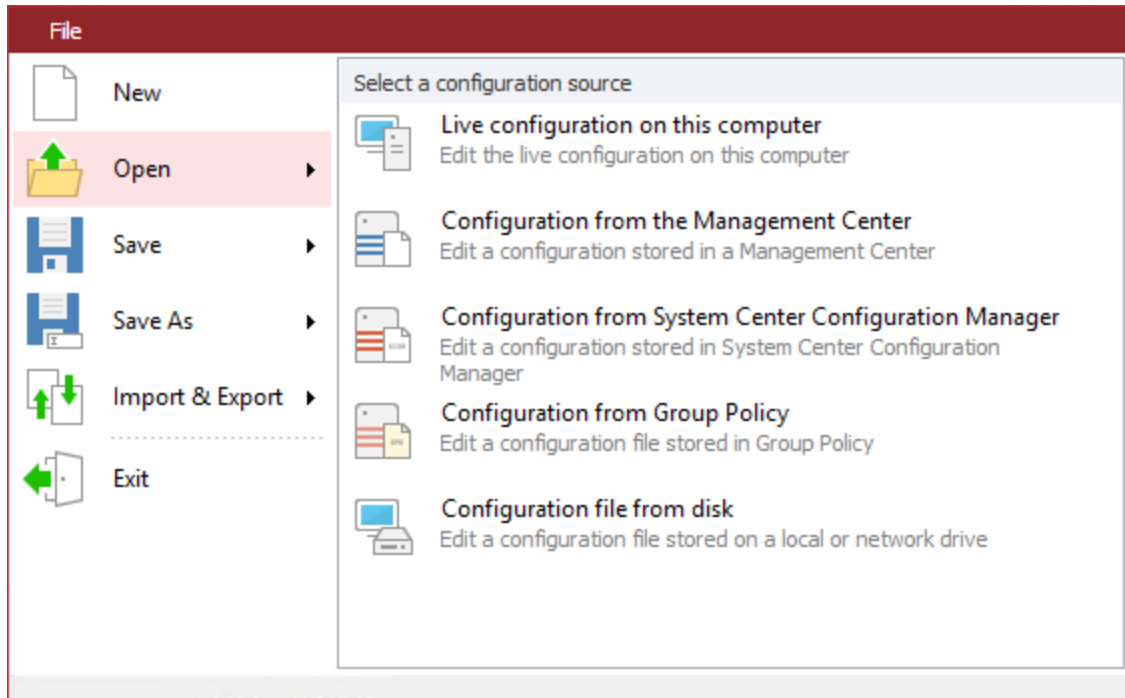 File
New
Open
Save
Save As
Import & Export
Exit
Select a configuration source
Live configuration on this computer
Edit the live configuration on this computer
Configuration from the Management Center
Edit a configuration stored in a Management Center
Configuration from System Center Configuration Manager
Edit a configuration stored in System Center Configuration
Manager
Configuration from Group Policy
Edit a configuration file stored in Group Policy
Configuration file from disk
Edit a configuration file stored on a local or network drive